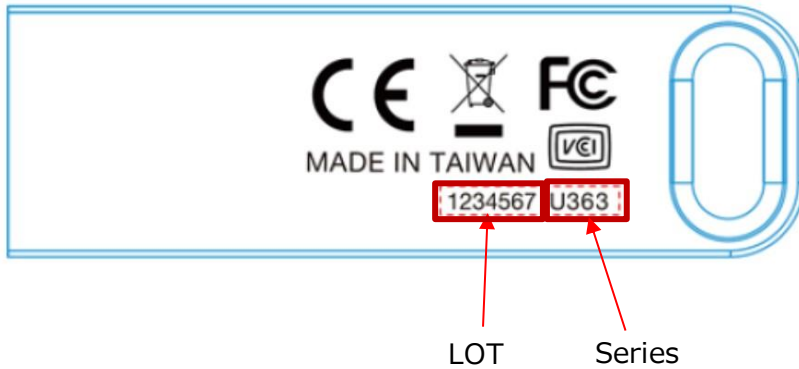 CE FC
VCI
MADE IN TAIWAN
1234567 U363
LOT Series